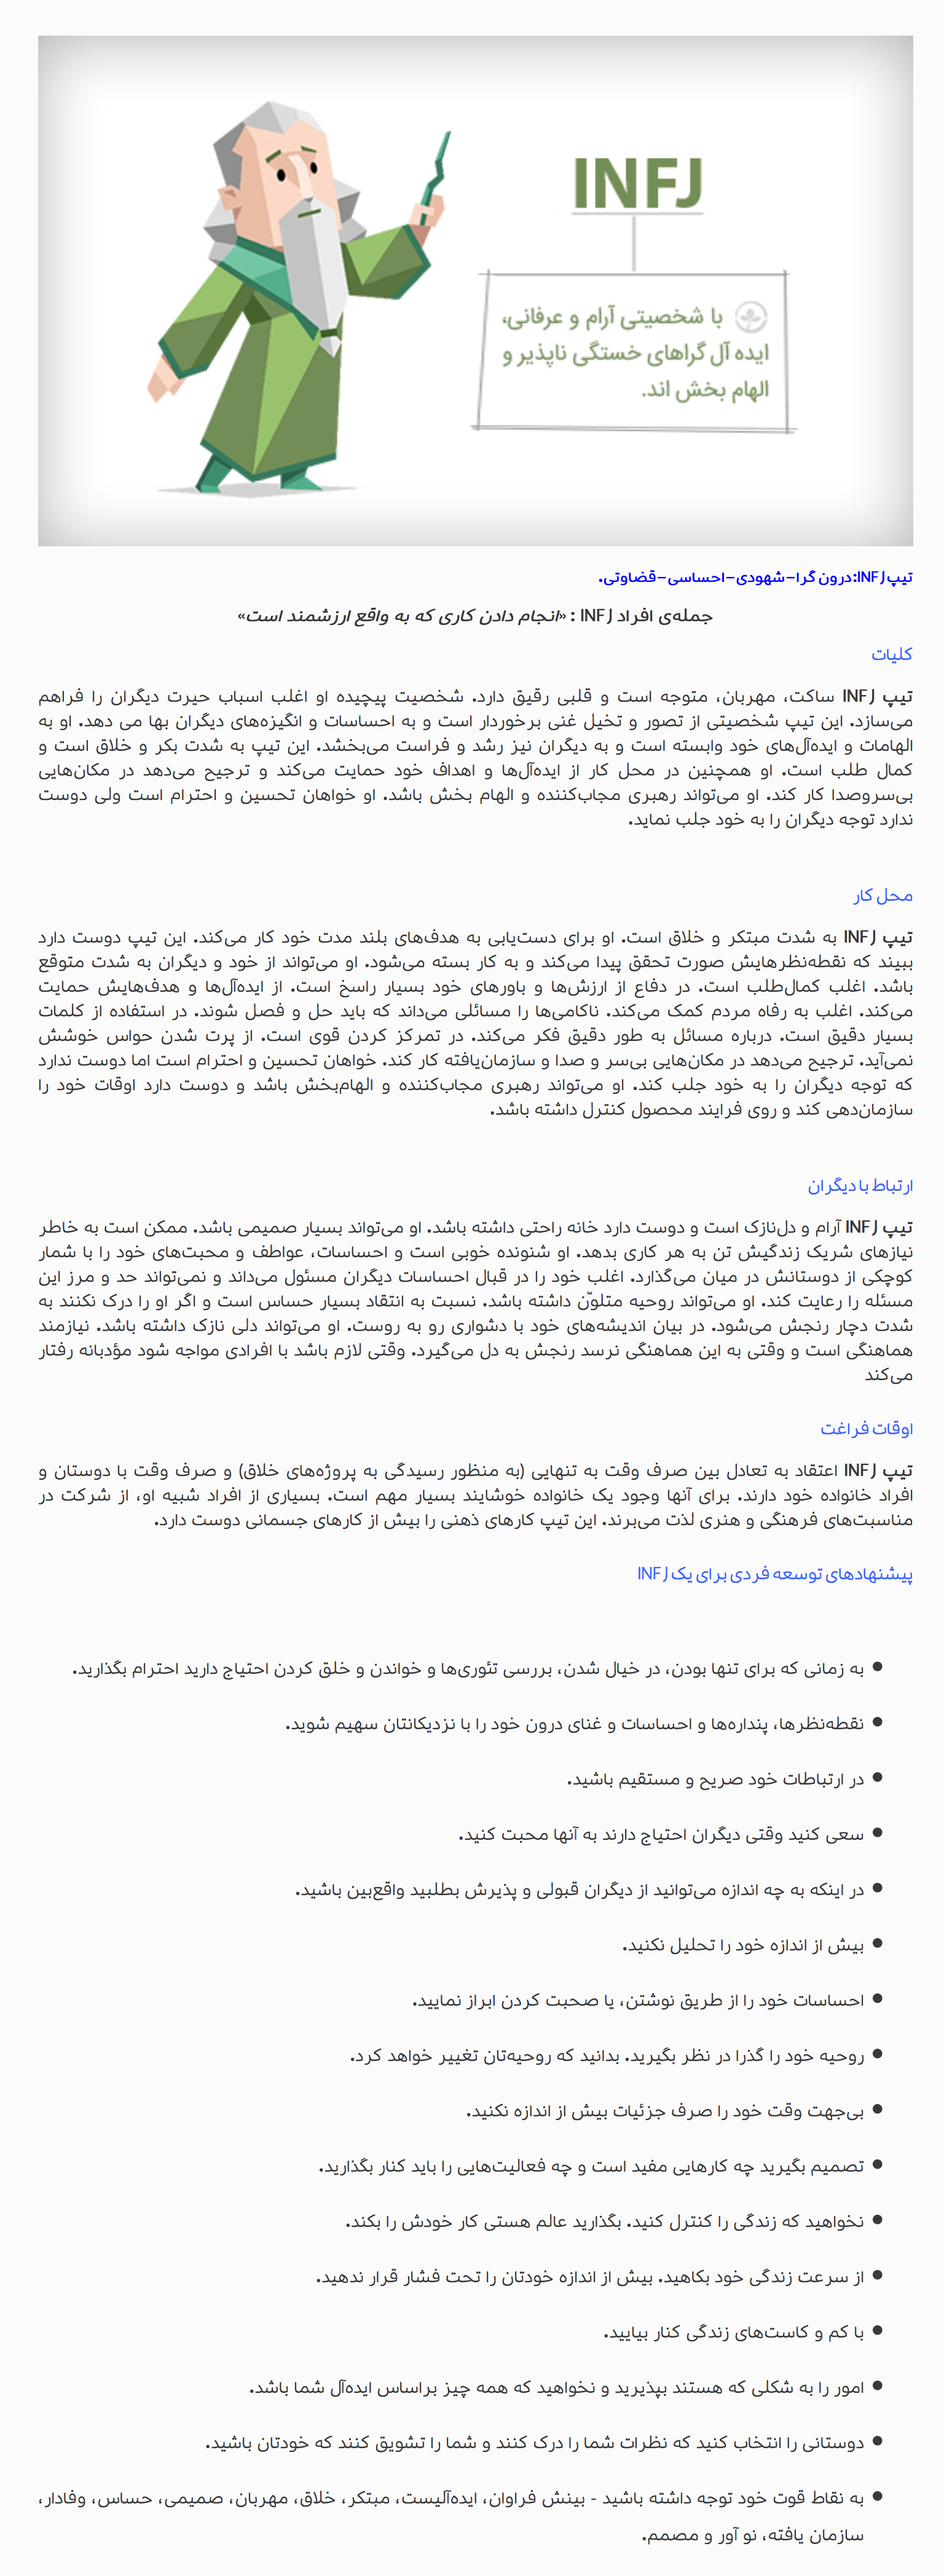 INFJ
با شخصیتی آرام و عرفانی،
ایده آل گراهای خستگی ناپذیر و
الهام بخش اند.
تیپ INFJ:درون گرا–شهودی–احساسی–قضاوتی.
جمله‌ی افراد INFJ : «انجام دادن کاری که به واقع ارزشمند است»
کلیات
تیپ INFJ ساکت، مهربان، متوجه است و قلبی رقیق دارد. شخصیت پیچیده او اغلب اسباب حیرت دیگران را فراهم
می‌سازد. این تیپ شخصیتی از تصور و تخیل غنی برخوردار است و به احساسات و انگیزه‌های دیگران بها می دهد. او به
الهامات و ایده‌آل‌های خود وابسته است و به دیگران نیز رشد و فراست می‌بخشد. این تیپ به شدت بکر و خلاق است و
کمال طلب است. او همچنین در محل کار از ایده‌آل‌ها و اهداف خود حمایت می‌کند و ترجیح می‌دهد در مکان‌هایی
بی‌سروصدا کار کند. او می‌تواند رهبری مجاب‌کننده و الهام بخش باشد. او خواهان تحسین و احترام است ولی دوست
ندارد توجه دیگران را به خود جلب نماید.
محل کار
تیپ INFJ به شدت مبتکر و خلاق است. او برای دست‌یابی به هدف‌های بلند مدت خود کار می‌کند. این تیپ دوست دارد
ببیند که نقطه‌نظرهایش صورت تحقق پیدا می‌کند و به کار بسته می‌شود. او می‌تواند از خود و دیگران به شدت متوقع
باشد. اغلب کمال‌طلب است. در دفاع از ارزش‌ها و باورهای خود بسیار راسخ است. از ایده‌آل‌ها و هدف‌هایش حمایت
می‌کند. اغلب به رفاه مردم کمک می‌کند. ناکامی‌ها را مسائلی می‌داند که باید حل و فصل شوند. در استفاده از کلمات
بسیار دقیق است. درباره مسائل به طور دقیق فکر می‌کند. در تمرکز کردن قوی است. از پرت شدن حواس خوشش
نمی‌آید. ترجیح می‌دهد در مکان‌هایی بی‌سر و صدا و سازمان‌یافته کار کند. خواهان تحسین و احترام است اما دوست ندارد
که توجه دیگران را به خود جلب کند. او می‌تواند رهبری مجاب‌کننده و الهام‌بخش باشد و دوست دارد اوقات خود را
سازمان‌دهی کند و روی فرایند محصول کنترل داشته باشد.
ارتباط با دیگران
تیپ INFJ آرام و دل‌نازک است و دوست دارد خانه راحتی داشته باشد. او می‌تواند بسیار صمیمی باشد. ممکن است به خاطر
نیازهای شریک زندگیش تن به هر کاری بدهد. او شنونده خوبی است و احساسات، عواطف و محبت‌های خود را با شمار
کوچکی از دوستانش در میان می‌گذارد. اغلب خود را در قبال احساسات دیگران مسئول می‌داند و نمی‌تواند حد و مرز این
مسئله را رعایت کند. او می‌تواند روحیه متلوّن داشته باشد. نسبت به انتقاد بسیار حساس است و اگر او را درک نکنند به
شدت دچار رنجش می‌شود. در بیان اندیشه‌های خود با دشواری رو به روست. او می‌تواند دلی نازک داشته باشد. نیازمند
هماهنگی است و وقتی به این هماهنگی نرسد رنجش به دل می‌گیرد. وقتی لازم باشد با افرادی مواجه شود مؤدبانه رفتار
می‌کند
اوقات فراغت
تیپ INFJ اعتقاد به تعادل بین صرف وقت به تنهایی (به منظور رسیدگی به پروژه‌های خلاق) و صرف وقت با دوستان و
افراد خانواده خود دارند. برای آنها وجود یک خانواده خوشایند بسیار مهم است. بسیاری از افراد شبیه او، از شرکت در
مناسبت‌های فرهنگی و هنری لذت می‌برند. این تیپ کارهای ذهنی را بیش از کارهای جسمانی دوست دارد.
پیشنهادهای توسعه فردی برای یک INFJ
● به زمانی که برای تنها بودن، در خیال شدن، بررسی تئوری‌ها و خواندن و خلق کردن احتیاج دارید احترام بگذارید.
● نقطه‌نظرها، پنداره‌ها و احساسات و غنای درون خود را با نزدیکانتان سهیم شوید.
● در ارتباطات خود صریح و مستقیم باشید.
● سعی کنید وقتی دیگران احتیاج دارند به آنها محبت کنید.
● در اینکه به چه اندازه می‌توانید از دیگران قبولی و پذیرش بطلبید واقع‌بین باشید.
● بیش از اندازه خود را تحلیل نکنید.
● احساسات خود را از طریق نوشتن، یا صحبت کردن ابراز نمایید.
● روحیه خود را گذرا در نظر بگیرید. بدانید که روحیه‌تان تغییر خواهد کرد.
● بی‌جهت وقت خود را صرف جزئیات بیش از اندازه نکنید.
● تصمیم بگیرید چه کارهایی مفید است و چه فعالیت‌هایی را باید کنار بگذارید.
● نخواهید که زندگی را کنترل کنید. بگذارید عالم هستی کار خودش را بکند.
● از سرعت زندگی خود بکاهید. بیش از اندازه خودتان را تحت فشار قرار ندهید.
● با کم و کاست‌های زندگی کنار بیایید.
● امور را به شکلی که هستند بپذیرید و نخواهید که همه چیز براساس ایده‌آل شما باشد.
● دوستانی را انتخاب کنید که نظرات شما را درک کنند و شما را تشویق کنند که خودتان باشید.
● به نقاط قوت خود توجه داشته باشید - بینش فراوان، ایده‌آلیست، مبتکر، خلاق، مهربان، صمیمی، حساس، وفادار،
سازمان یافته، نو آور و مصمم.